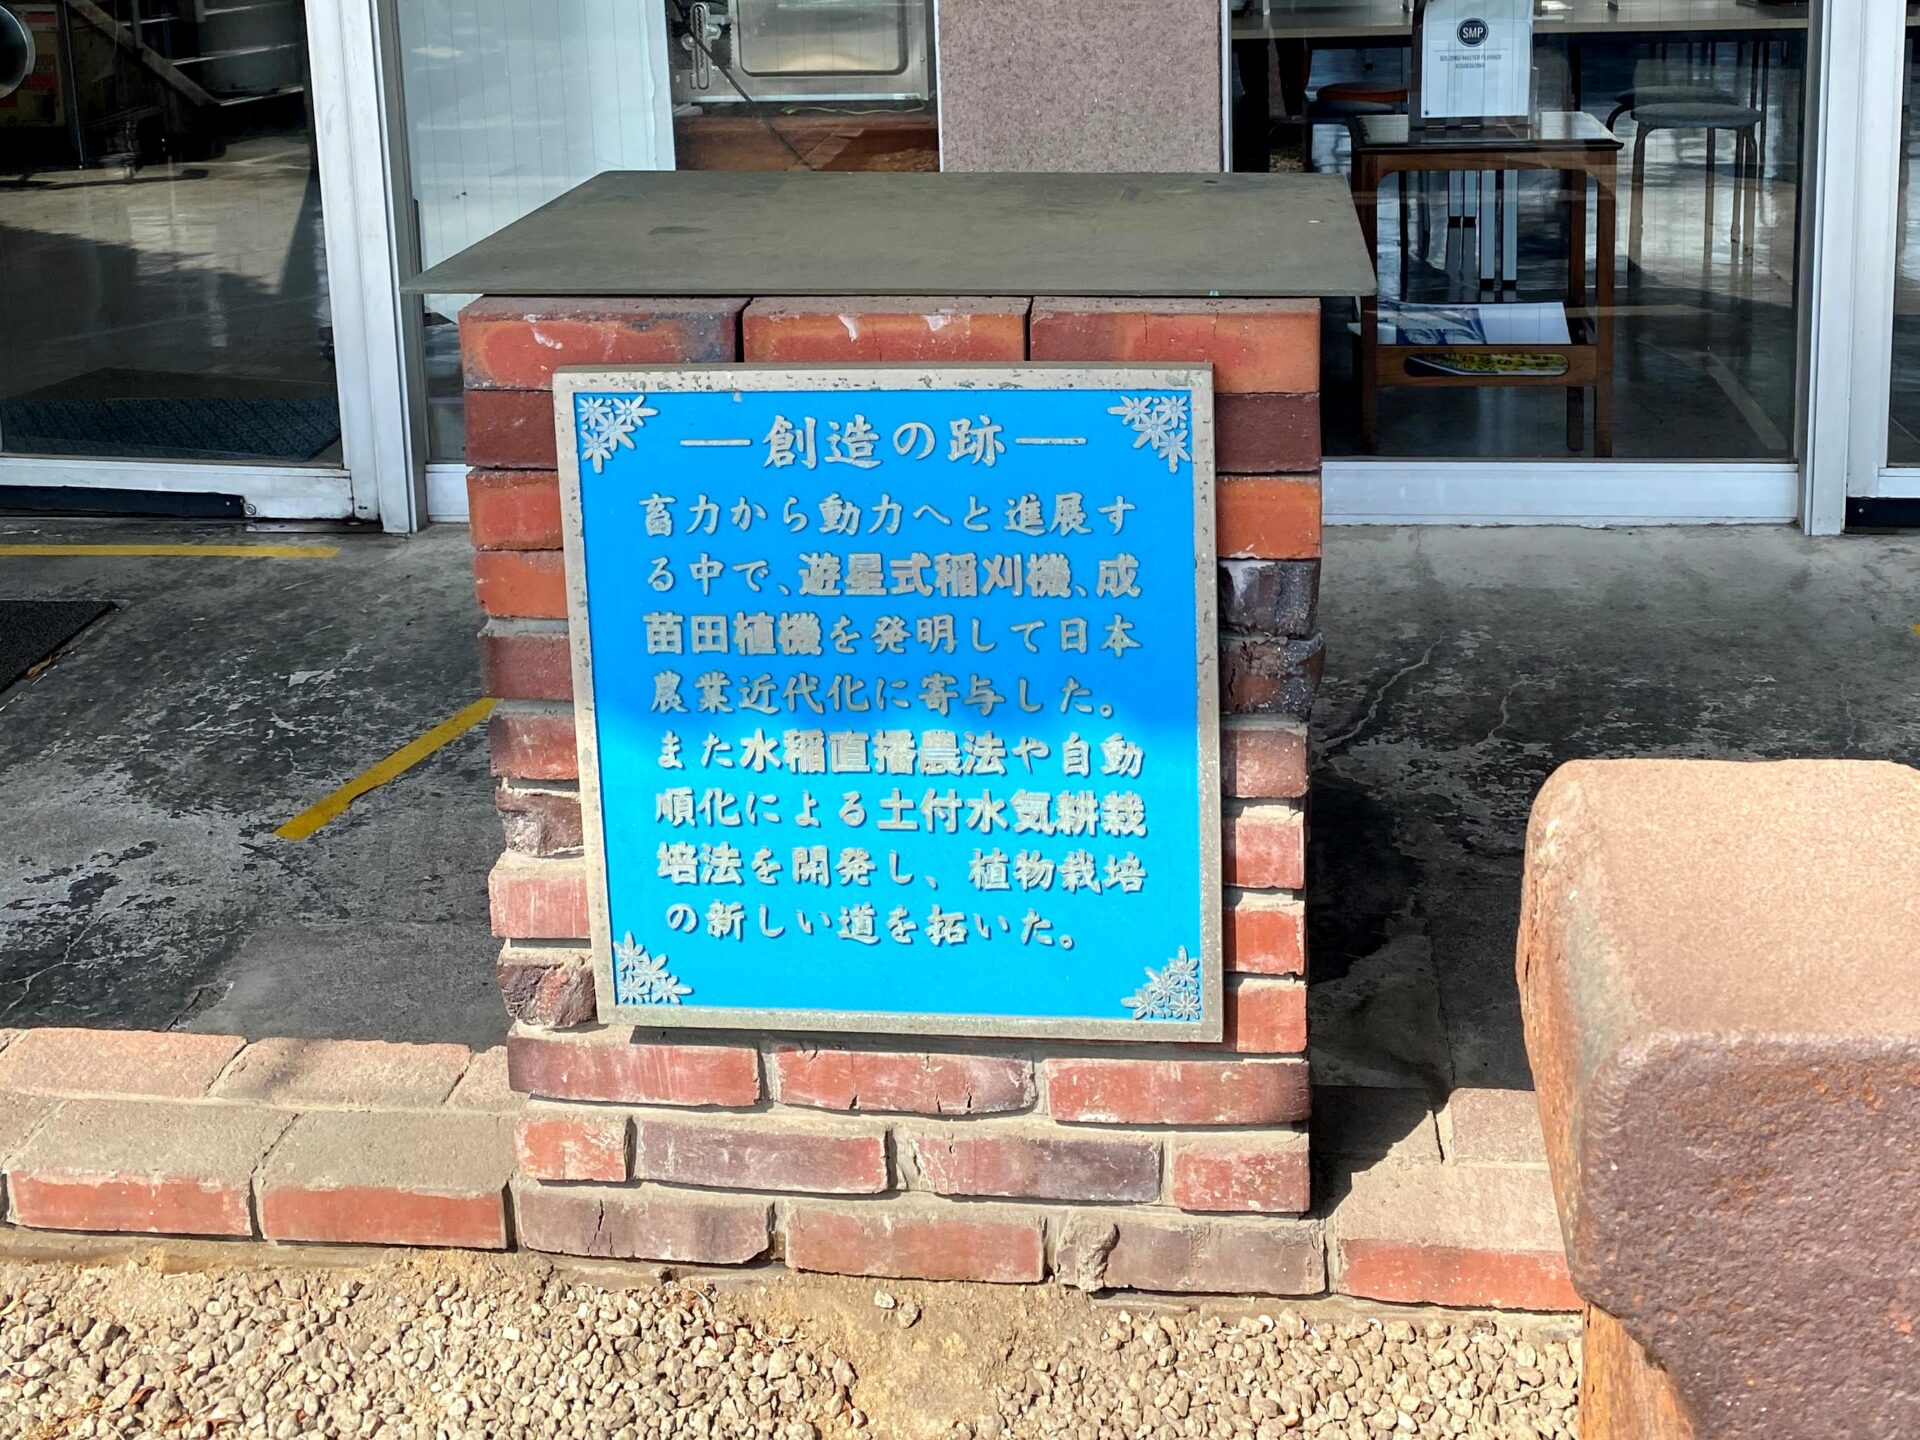 SMP
―創造の跡―
畜力から動力へと進展す
る中で、遊星式稲刈機、成
苗田植機を発明して日本
農業近代化に寄与した。
また水稲直播農法や自動
順化による土付水気耕栽
培法を開発し、植物栽培
の新しい道を拓いた。